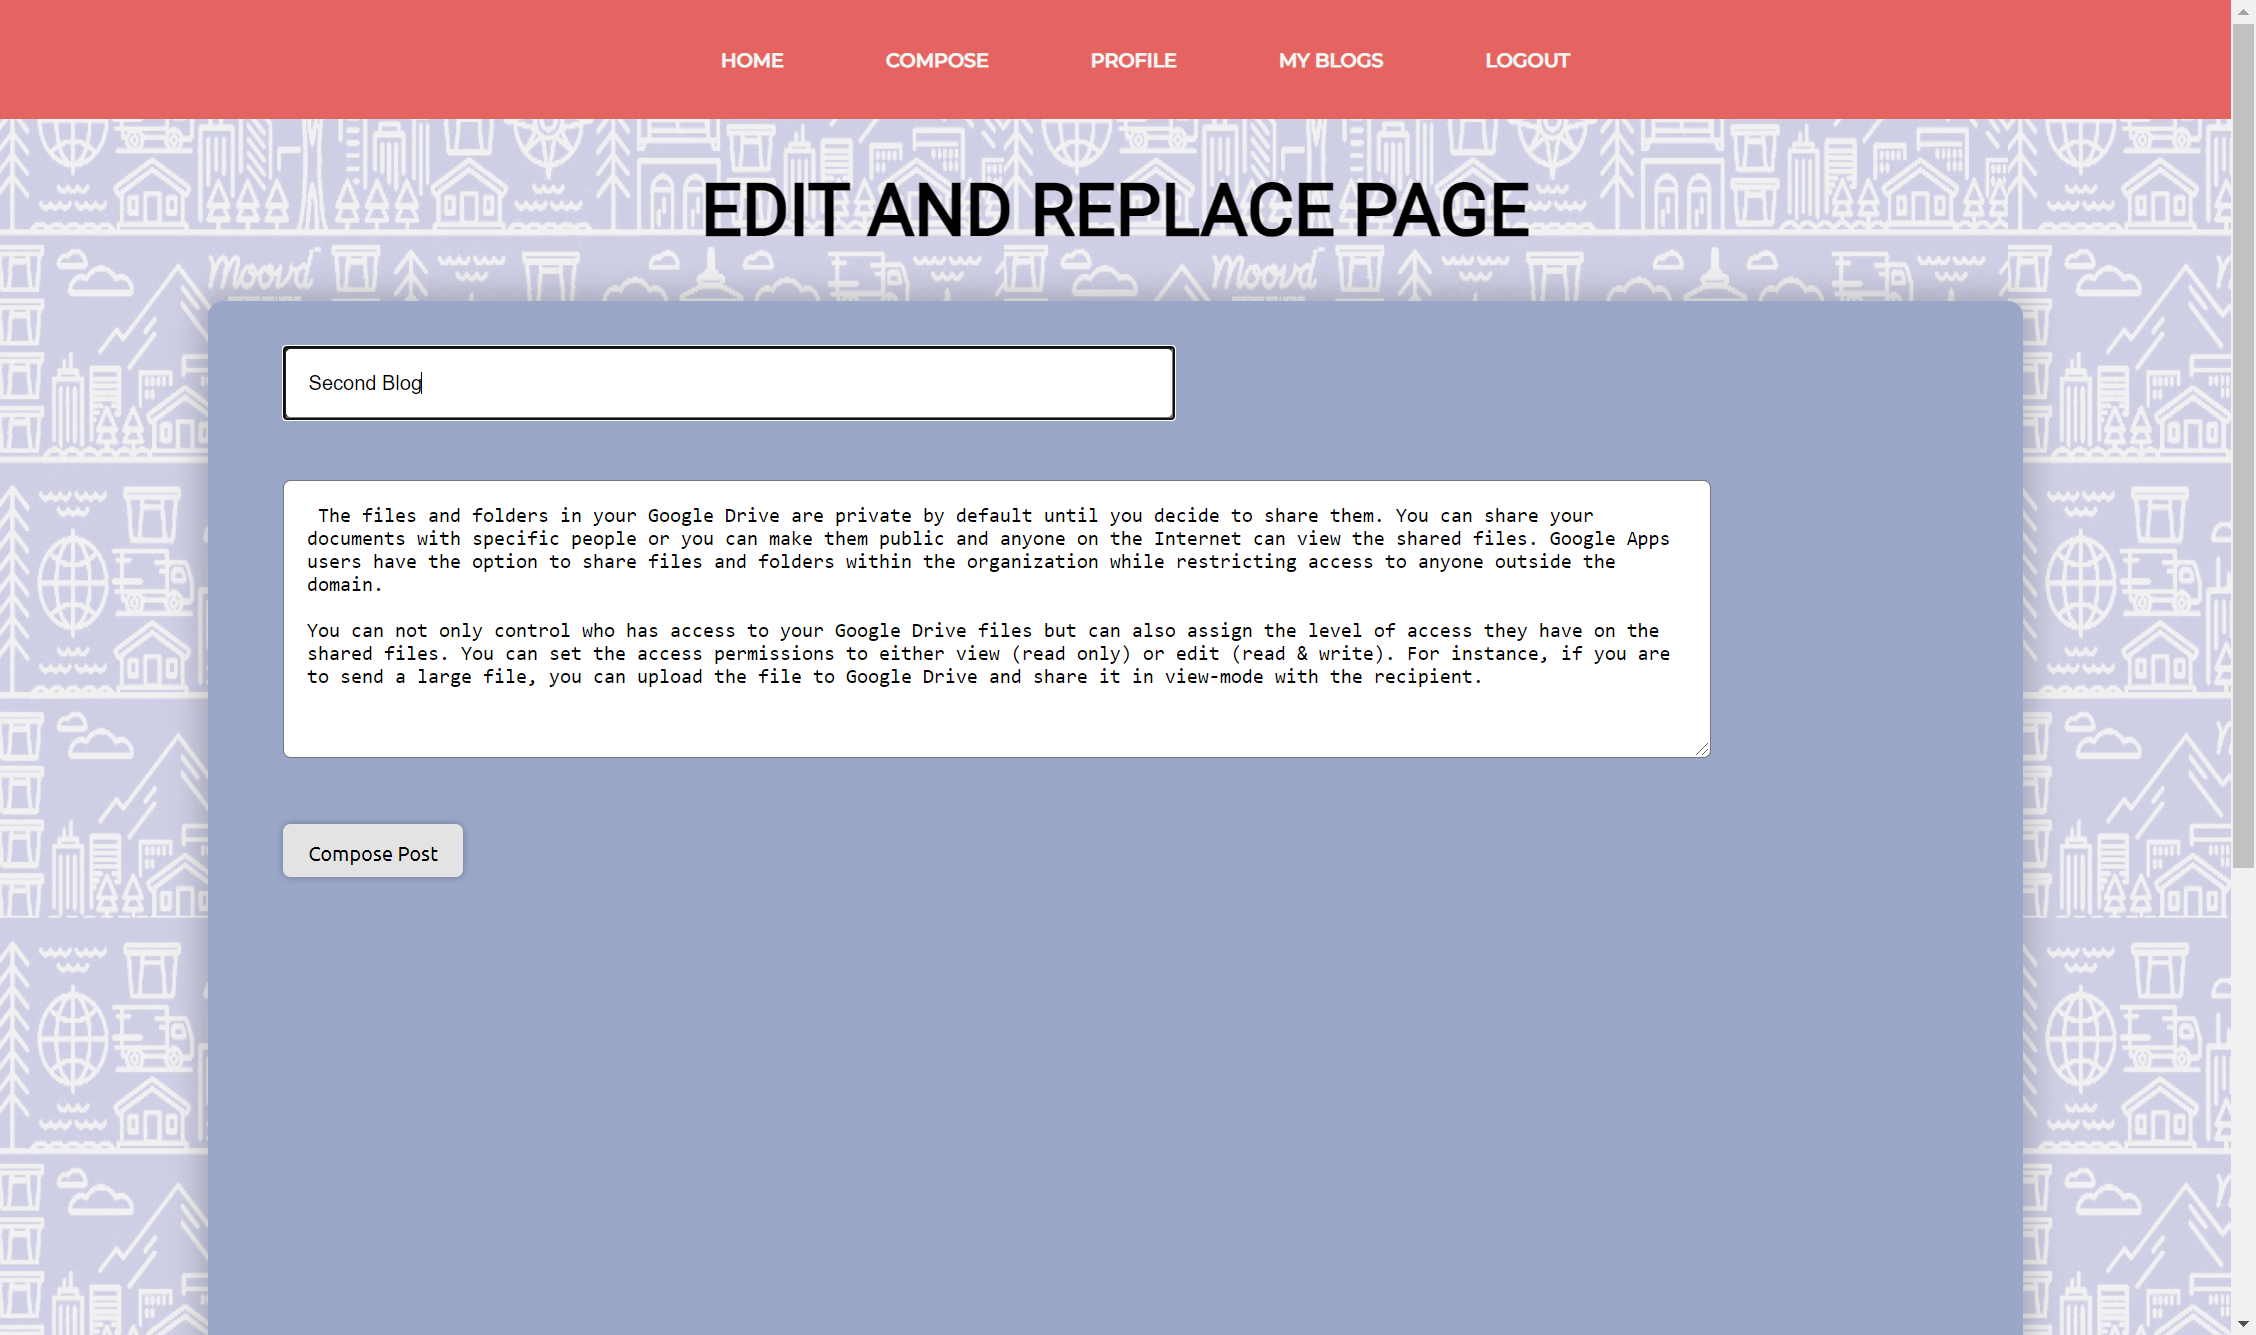 HOME COMPOSE PROFILE MY BLOGS LOGOUT
EDIT AND REPLACE PAGE
Moovd Moovd
Second Blog
The files and folders in your Google Drive are private by default until you decide to share them. You can share your
documents with specific people or you can make them public and anyone on the Internet can view the shared files. Google Apps
users have the option to share files and folders within the organization while restricting access to anyone outside the
domain.
You can not only control who has access to your Google Drive files but can also assign the level of access they have on the
shared files. You can set the access permissions to either view (read only) or edit (read & write). For instance, if you are
to send a large file, you can upload the file to Google Drive and share it in view-mode with the recipient.
Compose Post